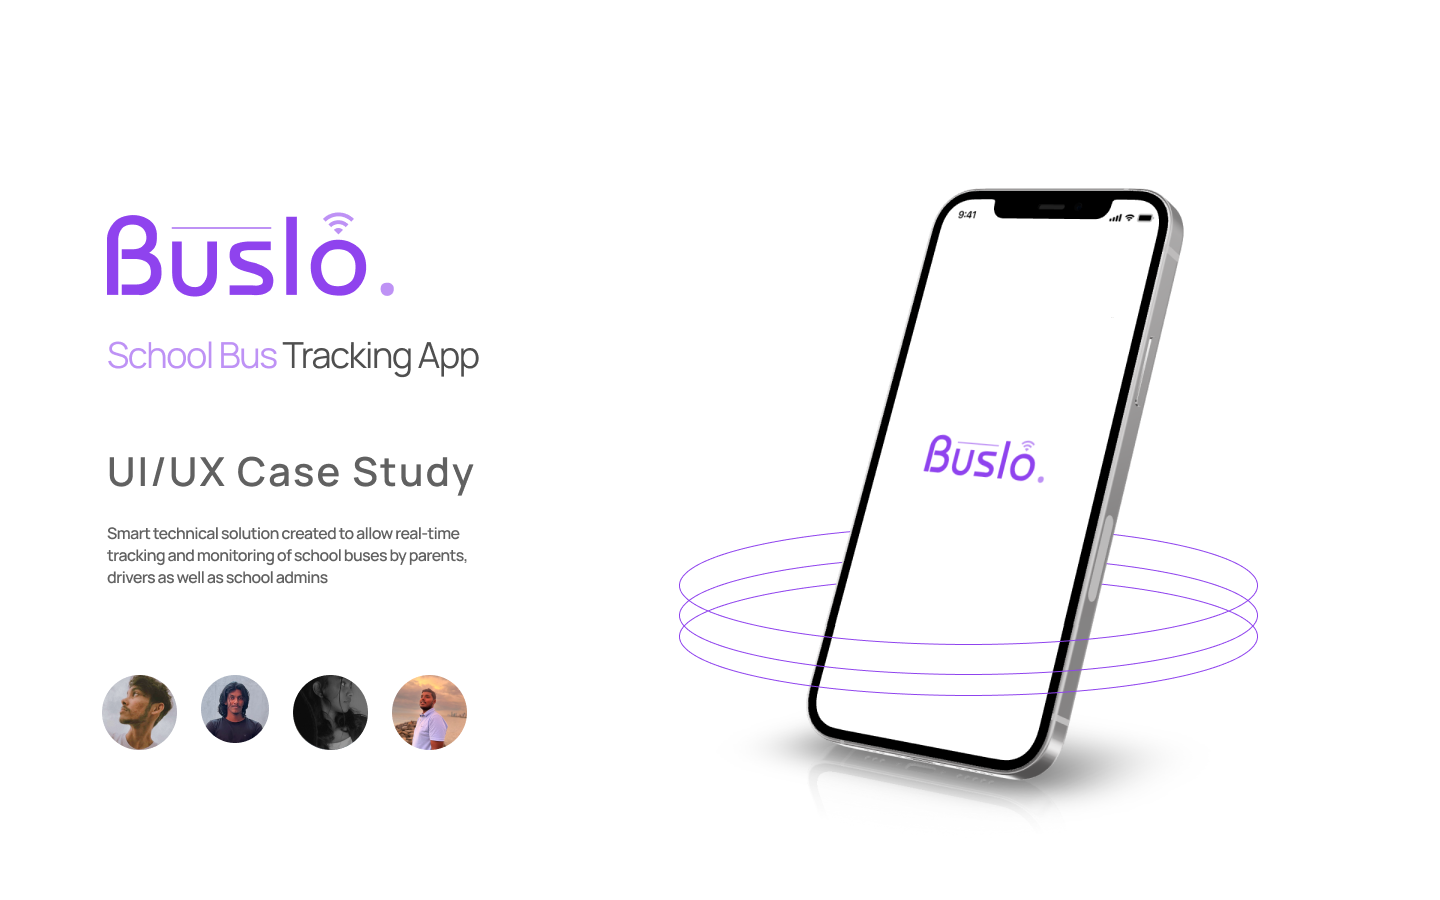 Buslo.
School Bus Tracking App
UI/UX Case Study
Smart technical solution created to allow real-time
tracking and monitoring of school buses by parents,
drivers as well as school admins
9:41
Buslo.